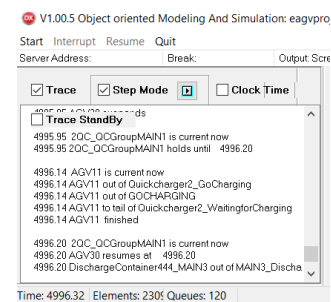 V1.00.5 Object oriented Modeling And Simulation: eagvproj
Start Interrupt Resume Quit
Server Address: Break: Output: Scre
Trace Step Mode Clock Time
Trace StandBy
4995.95 2QC_QCGroupMAIN1 is current now
4995.95 2QC_QCGroupMAIN1 holds until 4996.20
4996.14 AGV11 is current now
4996.14 AGV11 out of Quickcharger2_GoCharging
4996.14 AGV11 out of GOCHARGING
4996.14 AGV11 to tail of Quickcharger2_WaitingforCharging
4996.14 AGV11 finished
4996.20 2QC_QCGroupMAIN1 is current now
4996.20 AGV30 resumes at 4996.20
4996.20 DischargeContainer444_MAIN3 out of MAIN3_Discha
Time: 4996.32 Elements: 2309 Queues: 120